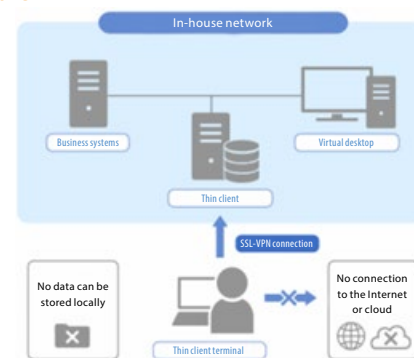 In-house network
Business systems
Virtual desktop
Thin client
SSL-VPN connection
No data can be
stored locally
No connection
to the Internet
or cloud
Thin client terminal